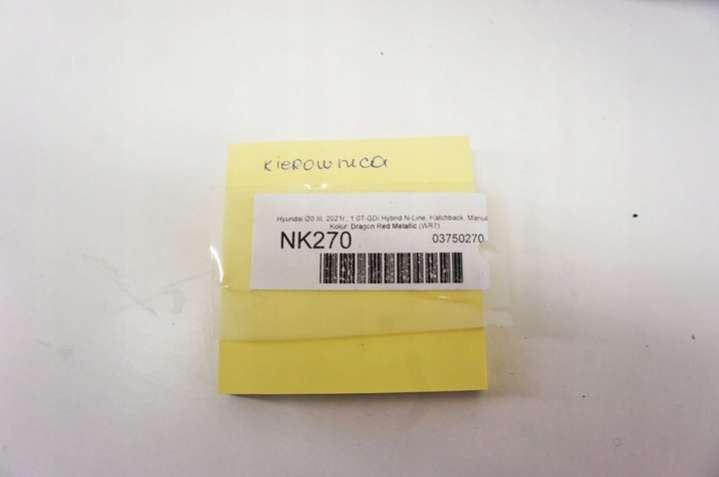 Kierownica
Hyundai i20 III, 2021r., 1.0T-GDi Hybrid N-Line, Hatchback, Manual
Kolor: Dragon Red Metallic (WR7)
NK270 03750270